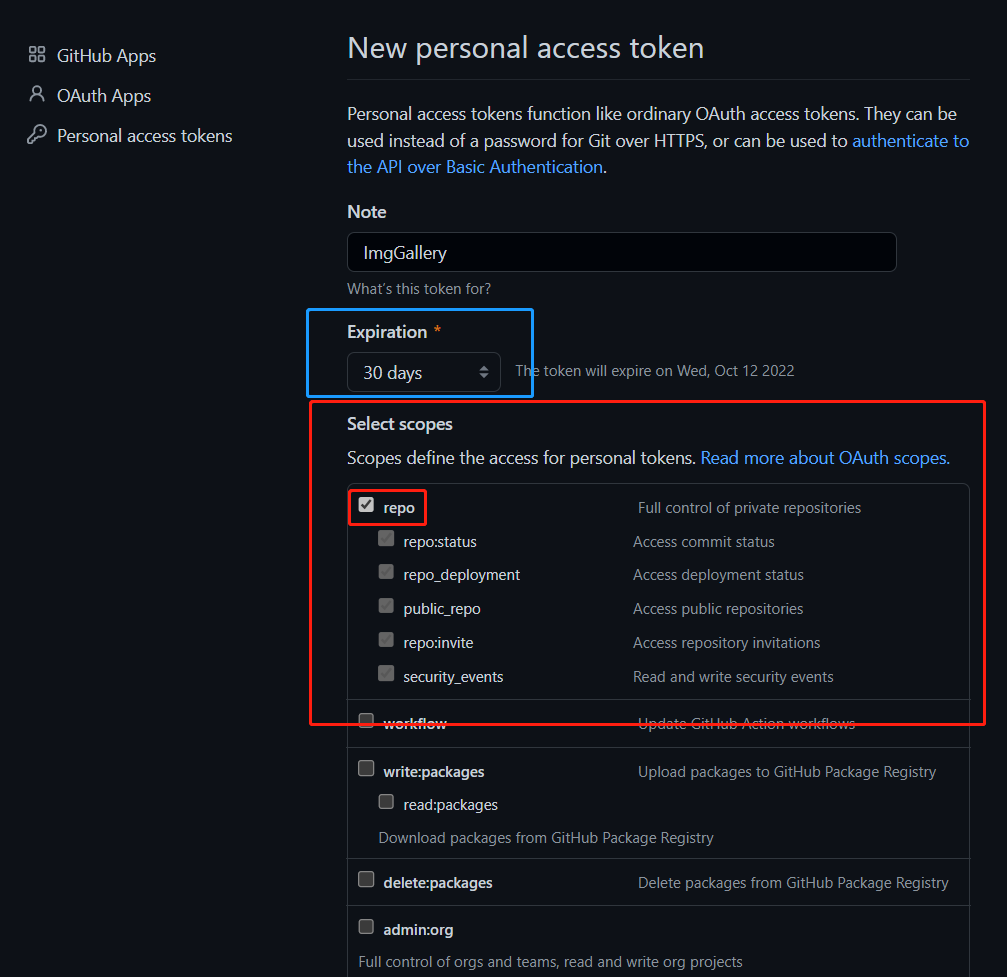 GitHub Apps
OAuth Apps
Personal access tokens
New personal access token
Personal access tokens function like ordinary OAuth access tokens. They can be
used instead of a password for Git over HTTPS, or can be used to authenticate to
the API over Basic Authentication.
Note
ImgGallery
What's this token for?
Expiration *
30 days The token will expire on Wed, Oct 12 2022
Select scopes
Scopes define the access for personal tokens. Read more about OAuth scopes.
repo Full control of private repositories
repo:status Access commit status
repo_deployment Access deployment status
public_repo Access public repositories
repo:invite Access repository invitations
security_events Read and write security events
workflow Update GitHub Action workflows
write:packages Upload packages to GitHub Package Registry
read:packages
Download packages from GitHub Package Registry
delete:packages Delete packages from GitHub Package Registry
admin:org
Full control of orgs and teams, read and write org projects